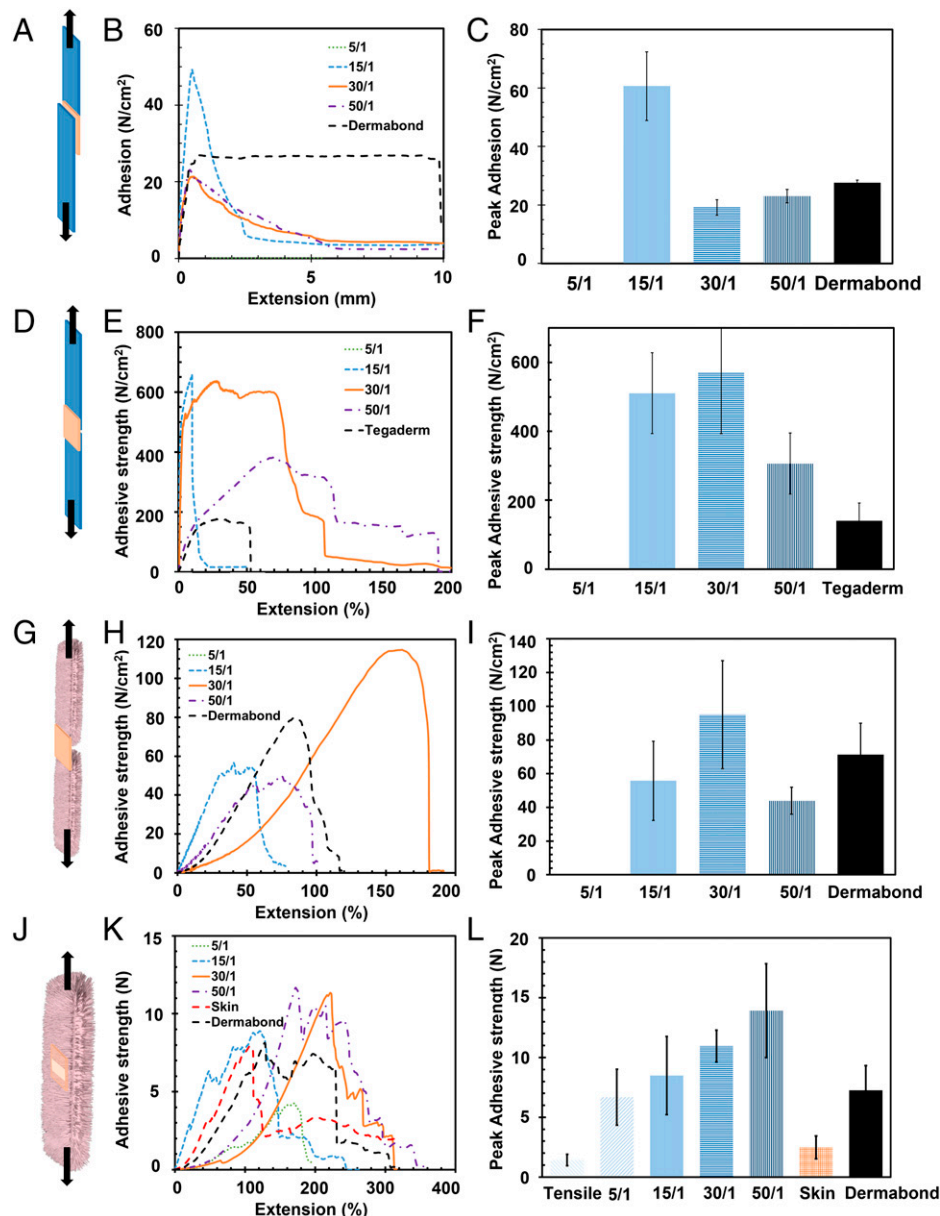 A
B
60
40
20
0
Adhesion (N/cm²)
5/1
15/1
30/1
50/1
Dermabond
0
5
10
Extension (mm)
C
80
60
40
20
0
Peak Adhesion (N/cm²)
5/1 15/1 30/1 50/1 Dermabond
D
E
800
600
400
200
0
Adhesive strength (N/cm²)
5/1
15/1
30/1
50/1
Tegaderm
0 50 100 150 200
Extension (%)
F
600
400
200
0
Peak Adhesive strength (N/cm²)
5/1 15/1 30/1 50/1 Tegaderm
G
H
120
100
80
60
40
20
0
Adhesive strength (N/cm²)
5/1
15/1
30/1
50/1
Dermabond
0 50 100 150 200
Extension (%)
I
140
120
100
80
60
40
20
0
Peak Adhesive strength (N/cm²)
5/1 15/1 30/1 50/1 Dermabond
J
K
15
10
5
0
Adhesive strength (N)
5/1
15/1
30/1
50/1
Skin
Dermabond
0 100 200 300 400
Extension (%)
L
20
15
10
5
0
Peak Adhesive strength (N)
Tensile 5/1 15/1 30/1 50/1 Skin Dermabond